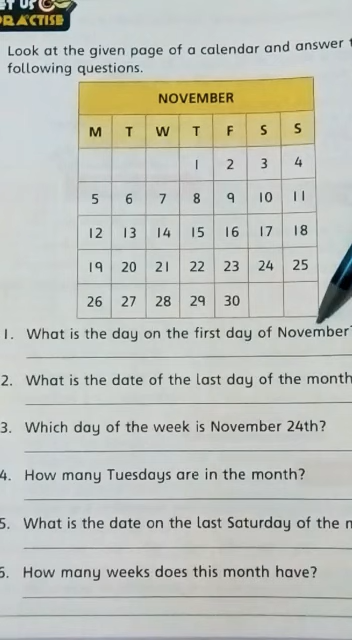 PRACTISE
Look at the given page of a calendar and answer
following questions.
NOVEMBER
M T W T F S S
1 2 3 4
5 6 7 8 9 10 11
12 13 14 15 16 17 18
19 20 21 22 23 24 25
26 27 28 29 30
1. What is the day on the first day of November?
2. What is the date of the last day of the month
3. Which day of the week is November 24th?
4. How many Tuesdays are in the month?
5. What is the date on the last Saturday of the
6. How many weeks does this month have?